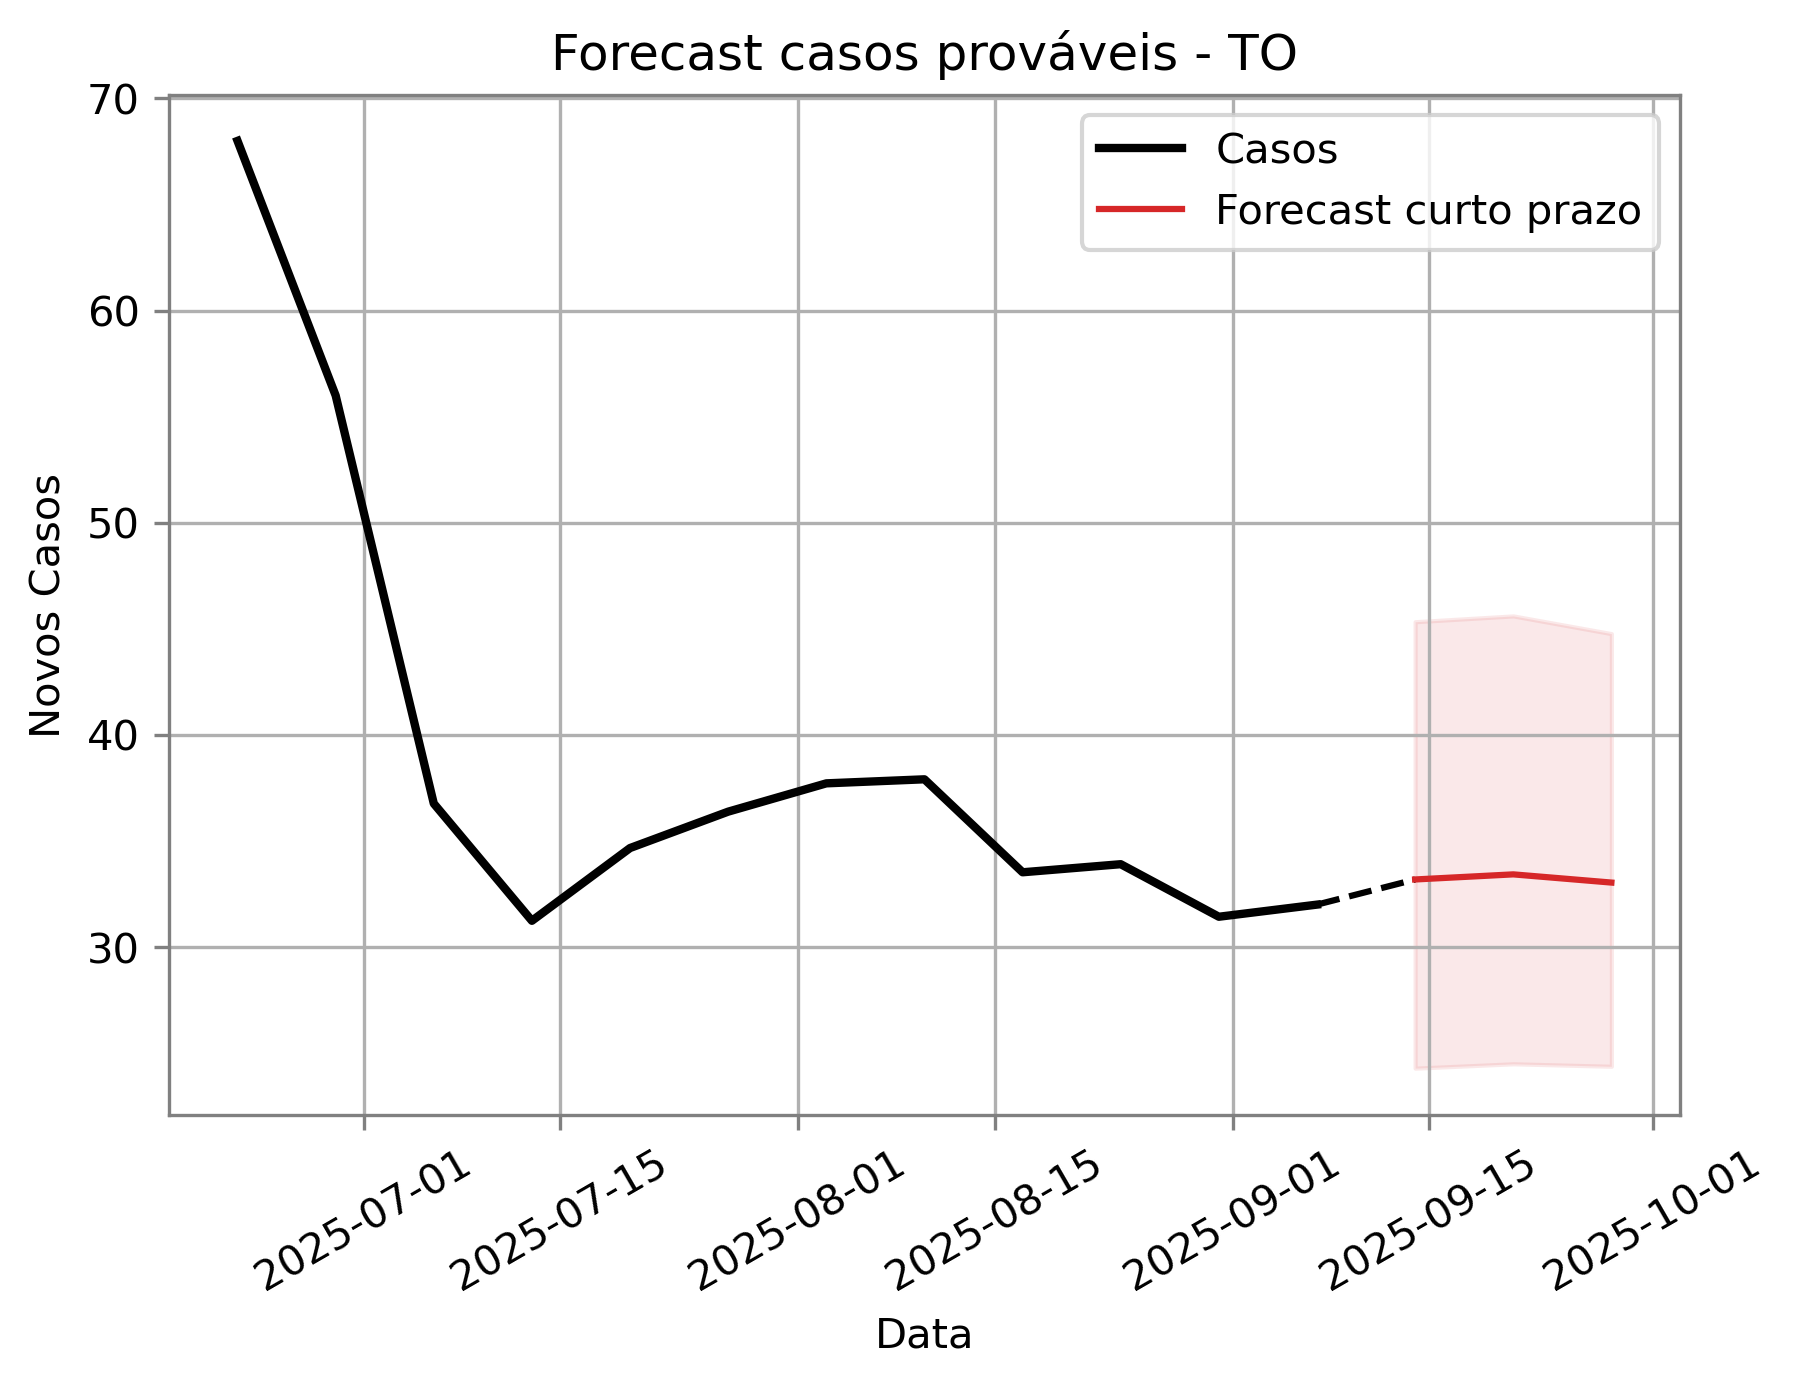 Forecast casos prováveis - TO
Casos
Forecast curto prazo
Novos Casos
70
60
50
40
30
2025-07-01
2025-07-15
2025-08-01
2025-08-15
2025-09-01
2025-09-15
2025-10-01
Data